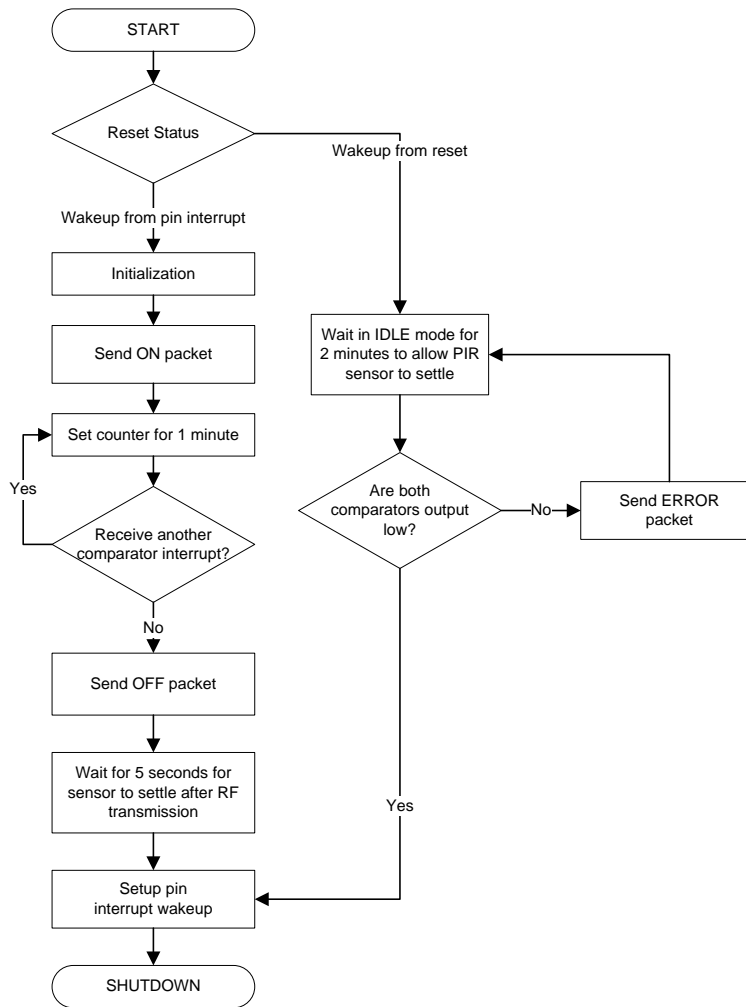 START
Reset Status
Wakeup from reset
Wakeup from pin interrupt
Initialization
Send ON packet
Set counter for 1 minute
Yes
Receive another
comparator interrupt?
No
Send OFF packet
Wait for 5 seconds for
sensor to settle after RF
transmission
Setup pin
interrupt wakeup
SHUTDOWN
Wait in IDLE mode for
2 minutes to allow PIR
sensor to settle
Are both
comparators output
low?
No
Send ERROR
packet
Yes